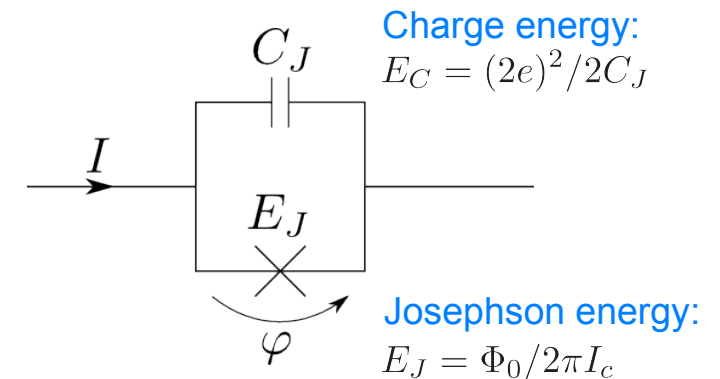 C_J
Charge energy:
E_C = (2e)^2/2C_J
I
E_J
φ
Josephson energy:
E_J = Φ_0/2πI_c